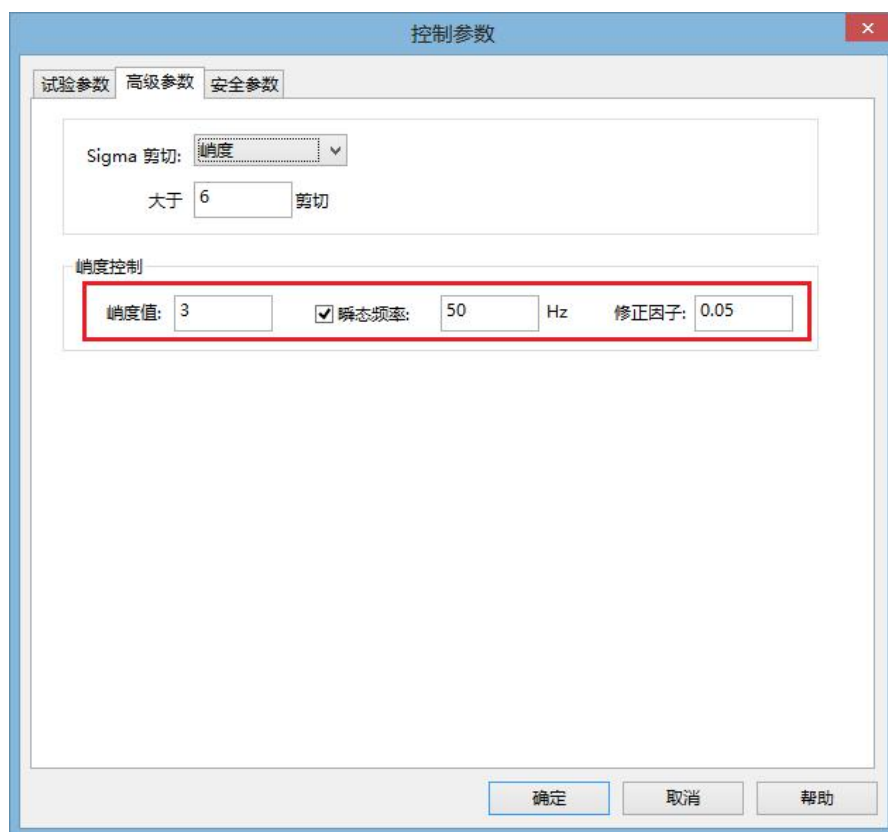 控制参数
试验参数 高级参数 安全参数
Sigma 剪切: 峭度
大于 6 剪切
峭度控制
峭度值: 3 瞬态频率: 50 Hz 修正因子: 0.05
确定 取消 帮助